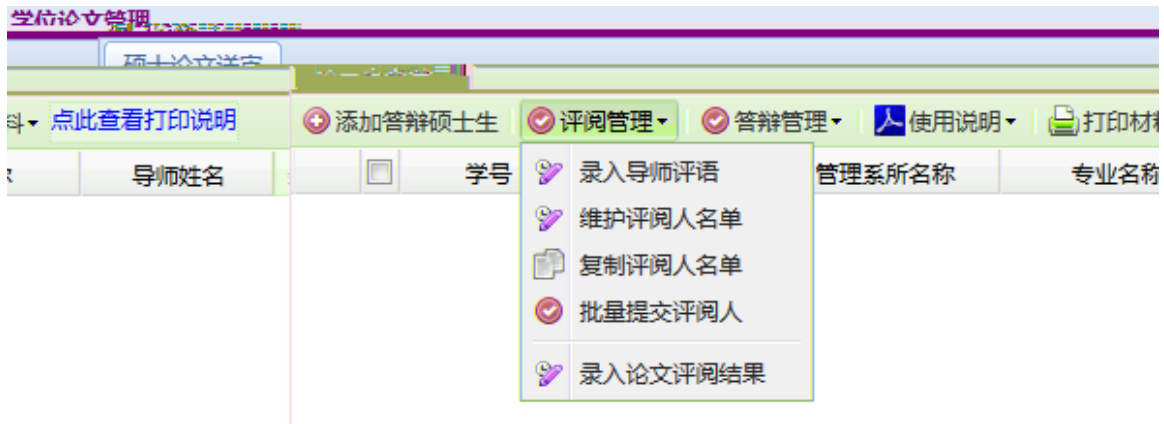 学位论文管理
硕士论文送审
料 点此查看打印说明 添加答辩硕士生 评阅管理 答辩管理 使用说明 打印材料
导师姓名 学号 管理系所名称 专业名称
录入导师评语
维护评阅人名单
复制评阅人名单
批量提交评阅人
录入论文评阅结果